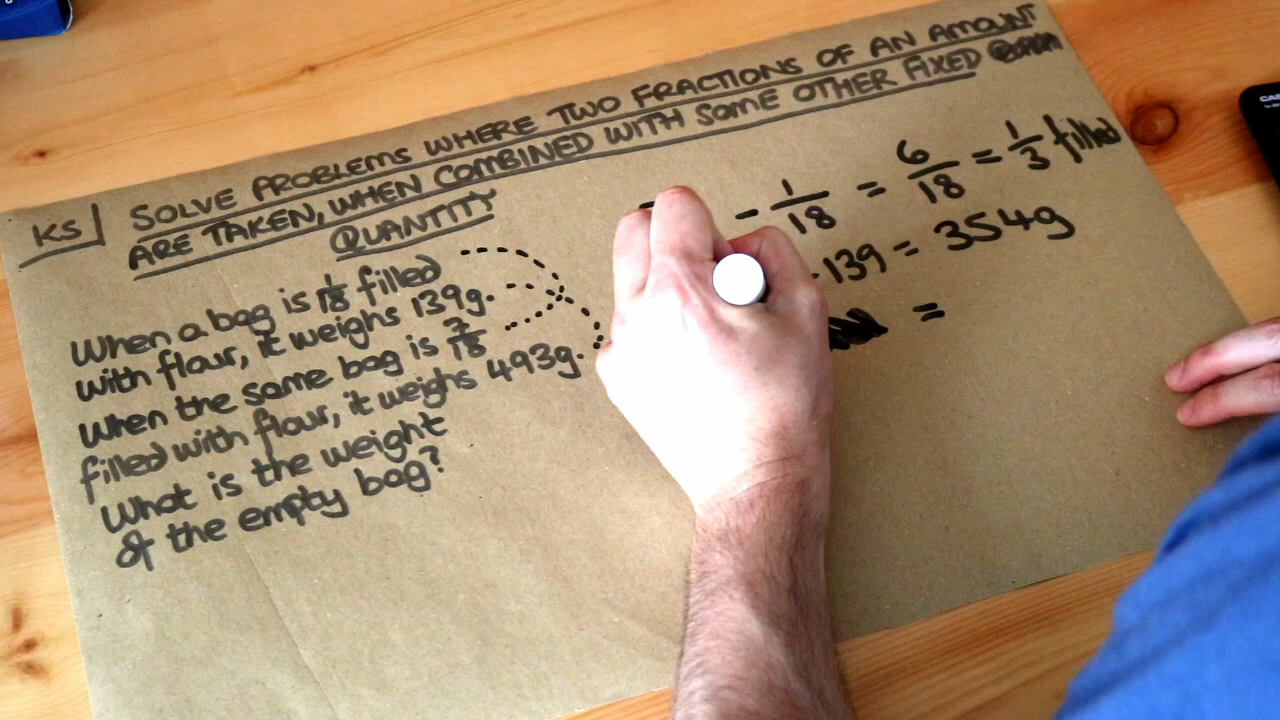 KS
SOLVE PROBLEMS WHERE TWO FRACTIONS OF AN AMOUNT
ARE TAKEN, WHEN COMBINED WITH SOME OTHER FIXED
QUANTITY
When a bag is 1/18 filled
with flour, it weighs 139g.
When the same bag is 7/18
filled with flour, it weighs 493g.
What is the weight
of the empty bag?
- 1/18 = 6/18 = 1/3 filled
-139 = 354g
=